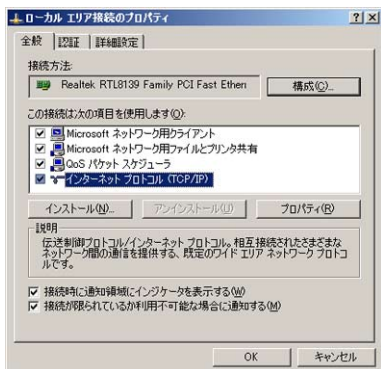 ローカル エリア接続のプロパティ
全般
認証
詳細設定
接続方法:
Realtek RTL8139 Family PCI Fast Ethern
構成(C)...
この接続は次の項目を使用します(O):
Microsoft ネットワーク用クライアント
Microsoft ネットワーク用ファイルとプリンタ共有
QoS パケット スケジューラ
インターネット プロトコル (TCP/IP)
インストール(N)...
アンインストール(U)
プロパティ(R)
説明
伝送制御プロトコル/インターネット プロトコル。相互接続されたさまざまな
ネットワーク間の通信を提供する、既定のワイド エリア ネットワーク プロトコ
ルです。
接続時に通知領域にインジケータを表示する(W)
接続が限られているか利用不可能な場合に通知する(M)
OK
キャンセル